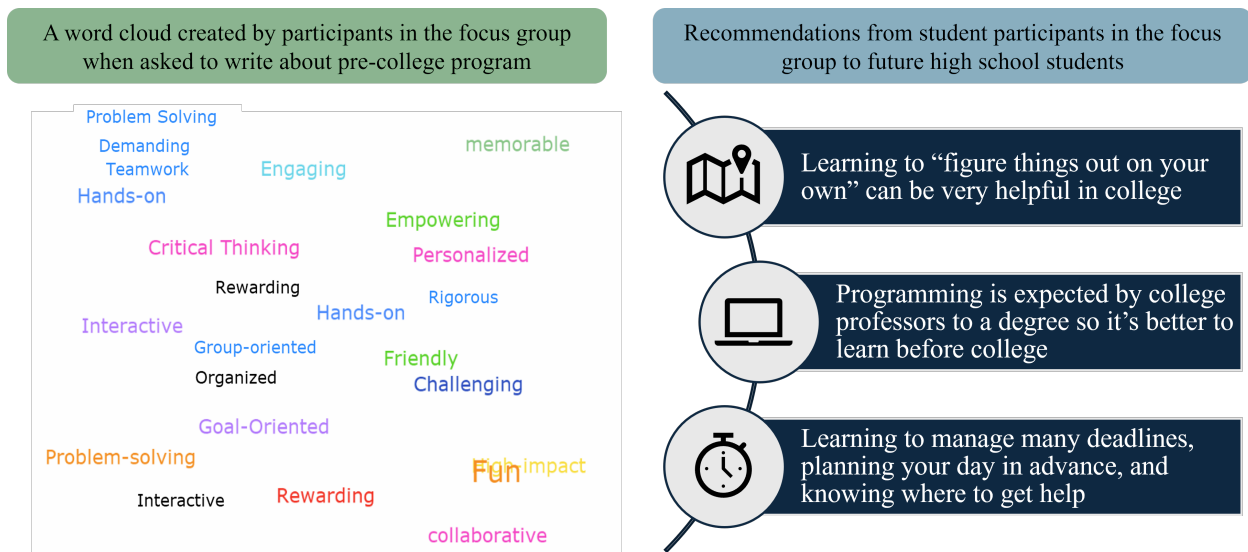 A word cloud created by participants in the focus group
when asked to write about pre-college program
Problem Solving
Demanding
Teamwork
Hands-on
Engaging
memorable
Empowering
Critical Thinking
Personalized
Rewarding
Rigorous
Hands-on
Interactive
Group-oriented
Friendly
Organized
Challenging
Goal-Oriented
Problem-solving
High-impact
Fun
Interactive
Rewarding
collaborative
Recommendations from student participants in the focus
group to future high school students
Learning to “figure things out on your
own” can be very helpful in college
Programming is expected by college
professors to a degree so it’s better to
learn before college
Learning to manage many deadlines,
planning your day in advance, and
knowing where to get help